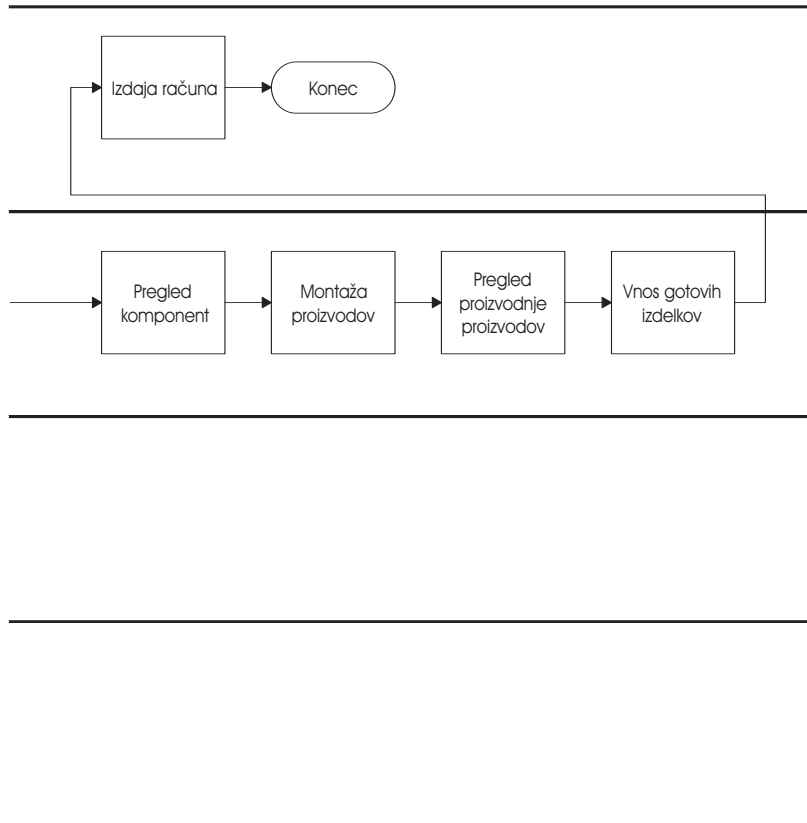 Izdaja računa
Konec
Pregled
komponent
Montaža
proizvodov
Pregled
proizvodnje
proizvodov
Vnos gotovih
izdelkov